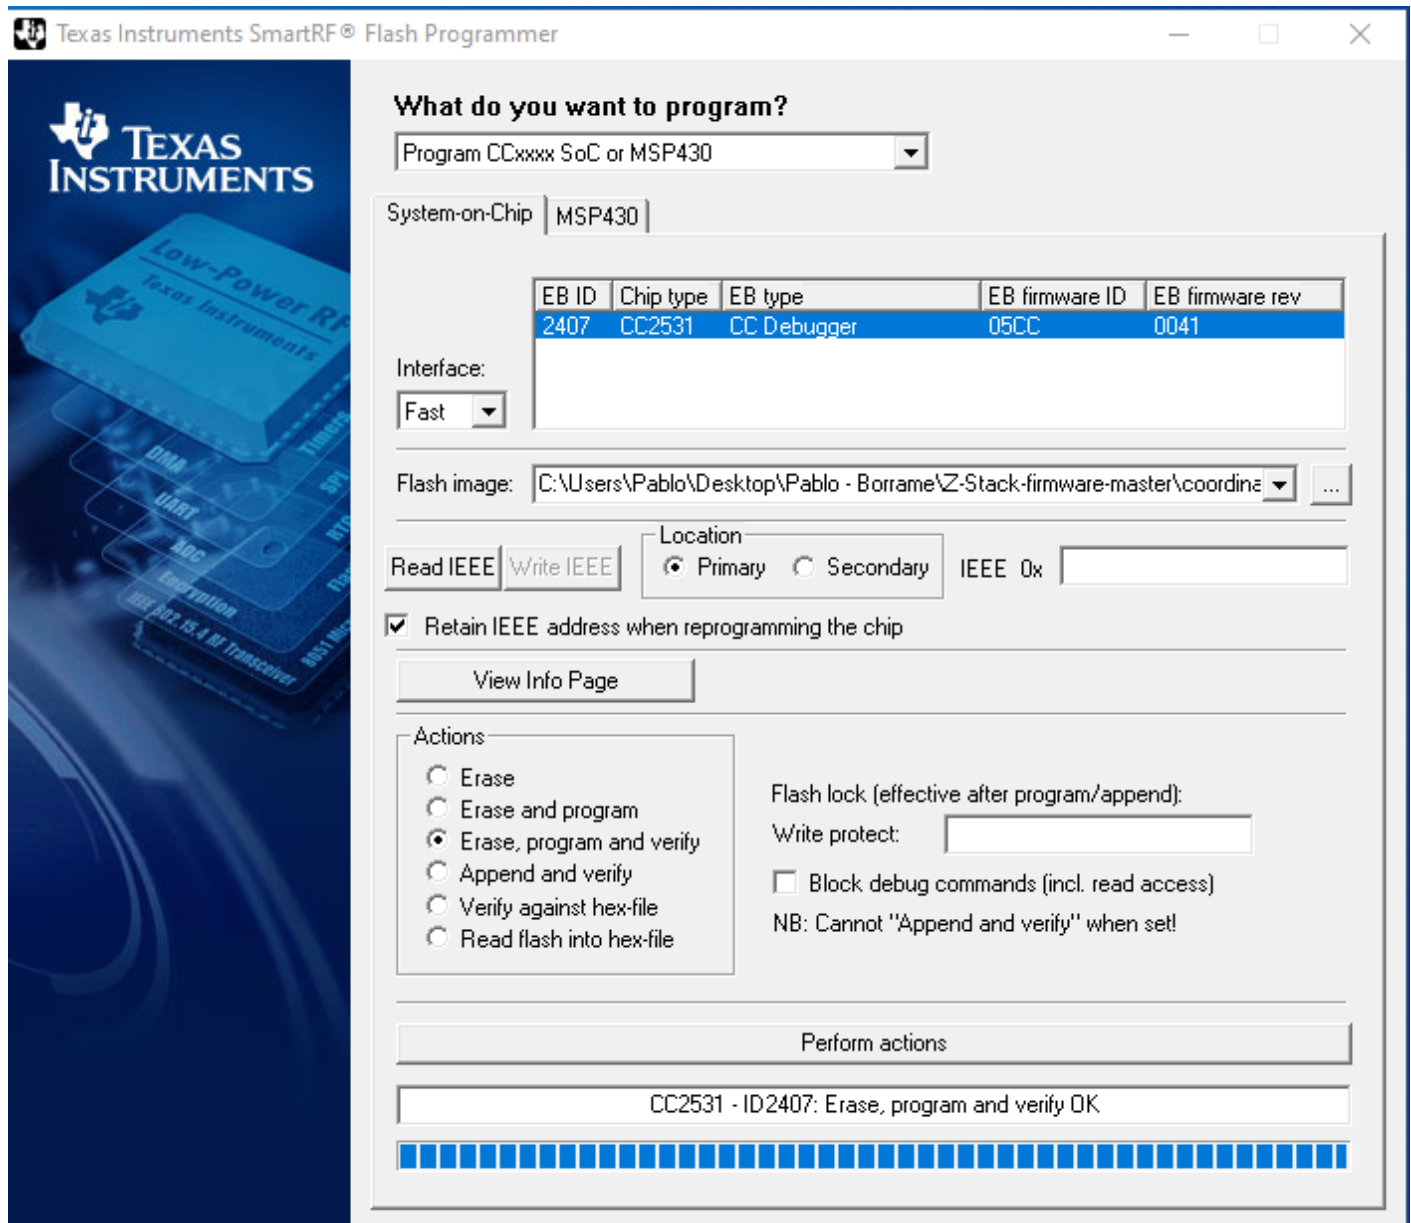 Texas Instruments SmartRF® Flash Programmer
TEXAS
INSTRUMENTS
Low-Power RF
Texas Instruments
DMA
UART
ADC
Encryption
IEEE 802.15.4 RF Transceiver
Timers
SPI
RTC
8051
What do you want to program?
Program CCxxxx SoC or MSP430
System-on-Chip MSP430
EB ID Chip type EB type EB firmware ID EB firmware rev
2407 CC2531 CC Debugger 05CC 0041
Interface:
Fast
Flash image: C:\Users\Pablo\Desktop\Pablo - Borrame\Z-Stack-firmware-master\coordina ...
Location
Read IEEE Write IEEE Primary Secondary IEEE 0x
Retain IEEE address when reprogramming the chip
View Info Page
Actions
Erase
Erase and program
Erase, program and verify
Append and verify
Verify against hex-file
Read flash into hex-file
Flash lock (effective after program/append):
Write protect:
Block debug commands (incl. read access)
NB: Cannot "Append and verify" when set!
Perform actions
CC2531 - ID2407: Erase, program and verify OK